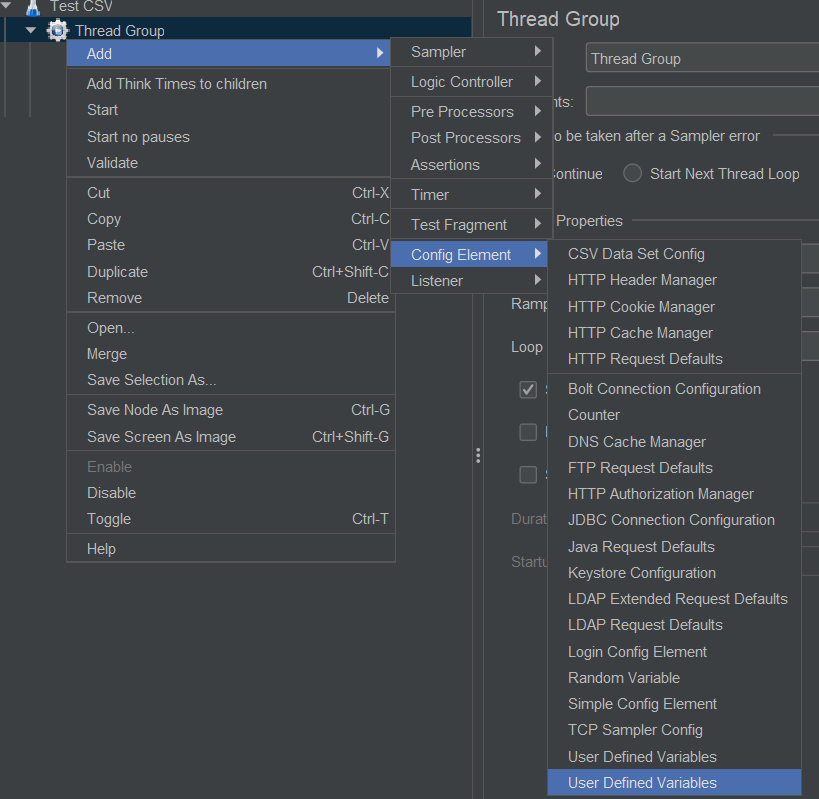 Test CSV
Thread Group
Add
Add Think Times to children
Start
Start no pauses
Validate
Cut Ctrl-X
Copy Ctrl-C
Paste Ctrl-V
Duplicate Ctrl+Shift-C
Remove Delete
Open...
Merge
Save Selection As...
Save Node As Image Ctrl-G
Save Screen As Image Ctrl+Shift-G
Enable
Disable
Toggle Ctrl-T
Help
Sampler
Logic Controller
Pre Processors
Post Processors
Assertions
Timer
Test Fragment
Config Element
Listener
CSV Data Set Config
HTTP Header Manager
HTTP Cookie Manager
HTTP Cache Manager
HTTP Request Defaults
Bolt Connection Configuration
Counter
DNS Cache Manager
FTP Request Defaults
HTTP Authorization Manager
JDBC Connection Configuration
Java Request Defaults
Keystore Configuration
LDAP Extended Request Defaults
LDAP Request Defaults
Login Config Element
Random Variable
Simple Config Element
TCP Sampler Config
User Defined Variables
User Defined Variables
Thread Group
Thread Group
nts:
o be taken after a Sampler error
Continue Start Next Thread Loop
Properties
Ramp
Loop
Durat
Startu